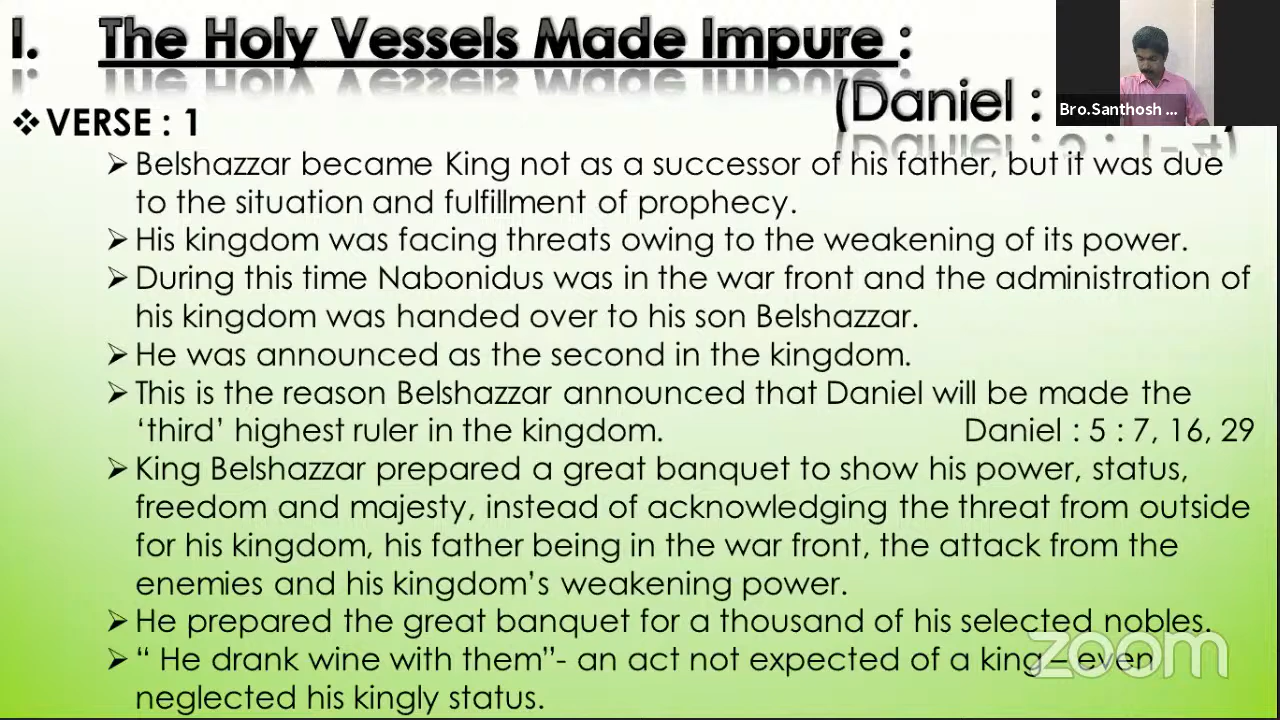 I. The Holy Vessels Made Impure :
(Daniel :
Bro.Santhosh ...
❖ VERSE : 1
➢ Belshazzar became King not as a successor of his father, but it was due
to the situation and fulfillment of prophecy.
➢ His kingdom was facing threats owing to the weakening of its power.
➢ During this time Nabonidus was in the war front and the administration of
his kingdom was handed over to his son Belshazzar.
➢ He was announced as the second in the kingdom.
➢ This is the reason Belshazzar announced that Daniel will be made the
‘third’ highest ruler in the kingdom. Daniel : 5 : 7, 16, 29
➢ King Belshazzar prepared a great banquet to show his power, status,
freedom and majesty, instead of acknowledging the threat from outside
for his kingdom, his father being in the war front, the attack from the
enemies and his kingdom’s weakening power.
➢ He prepared the great banquet for a thousand of his selected nobles.
➢ “ He drank wine with them”- an act not expected of a king – even
neglected his kingly status.
zoom